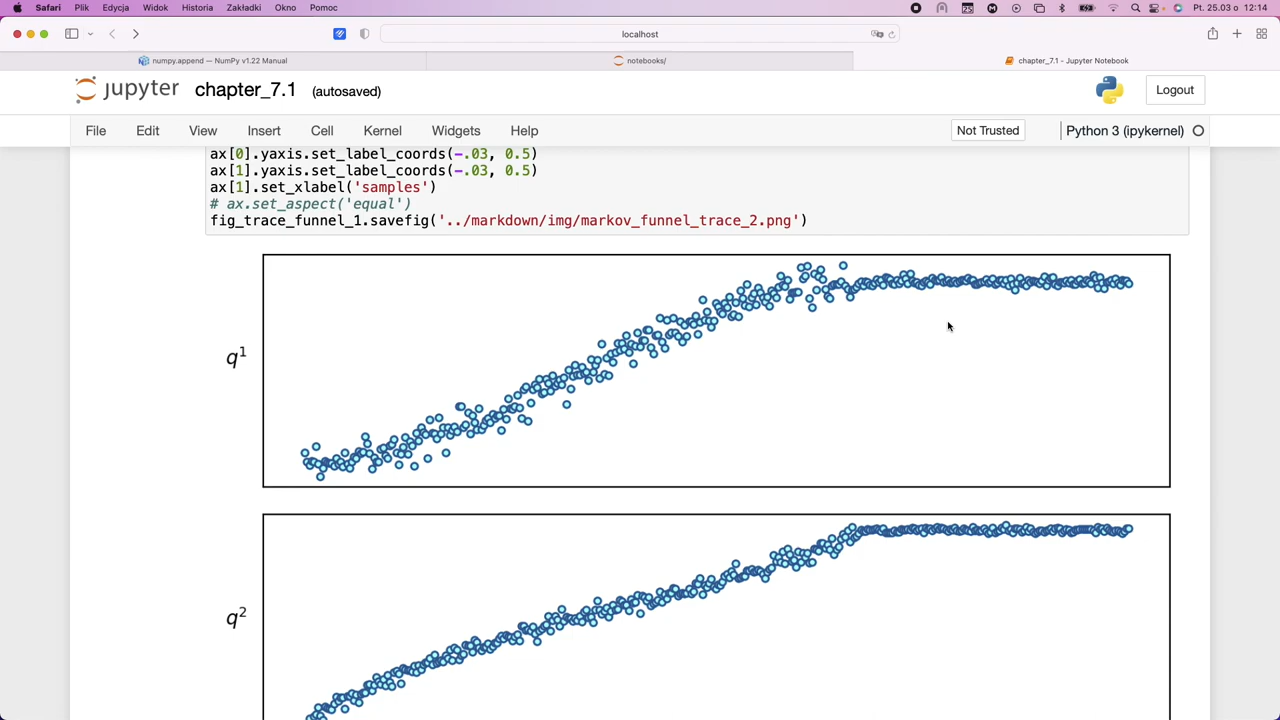 Safari Plik Edycja Widok Historia Zakładki Okno Pomoc Pt. 25.03 o 12:14
localhost
numpy.append — NumPy v1.22 Manual notebooks/ chapter_7.1 - Jupyter Notebook
jupyter chapter_7.1 (autosaved) Logout
File Edit View Insert Cell Kernel Widgets Help Not Trusted Python 3 (ipykernel)
ax[0].yaxis.set_label_coords(-.03, 0.5)
ax[1].yaxis.set_label_coords(-.03, 0.5)
ax[1].set_xlabel('samples')
# ax.set_aspect('equal')
fig_trace_funnel_1.savefig('../markdown/img/markov_funnel_trace_2.png')
q¹
q²